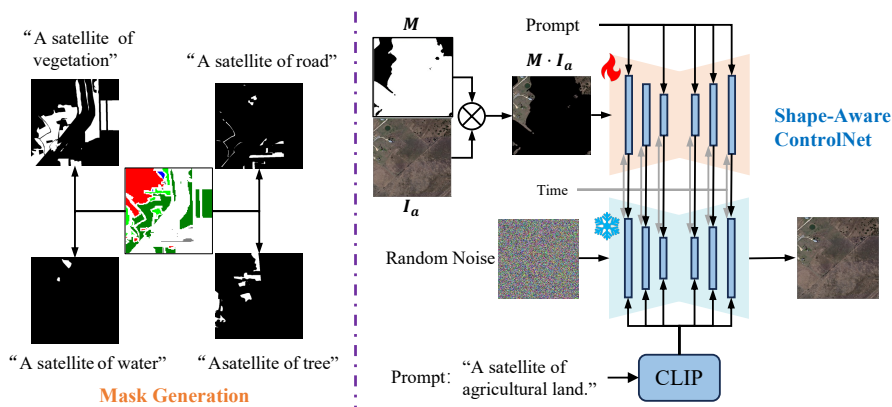 “A satellite of
vegetation”
“A satellite of road”
“A satellite of water”
“Asatellite of tree”
Mask Generation
M
I_a
M · I_a
Prompt
Shape-Aware
ControlNet
Time
Random Noise
Prompt:
“A satellite of
agricultural land.”
CLIP